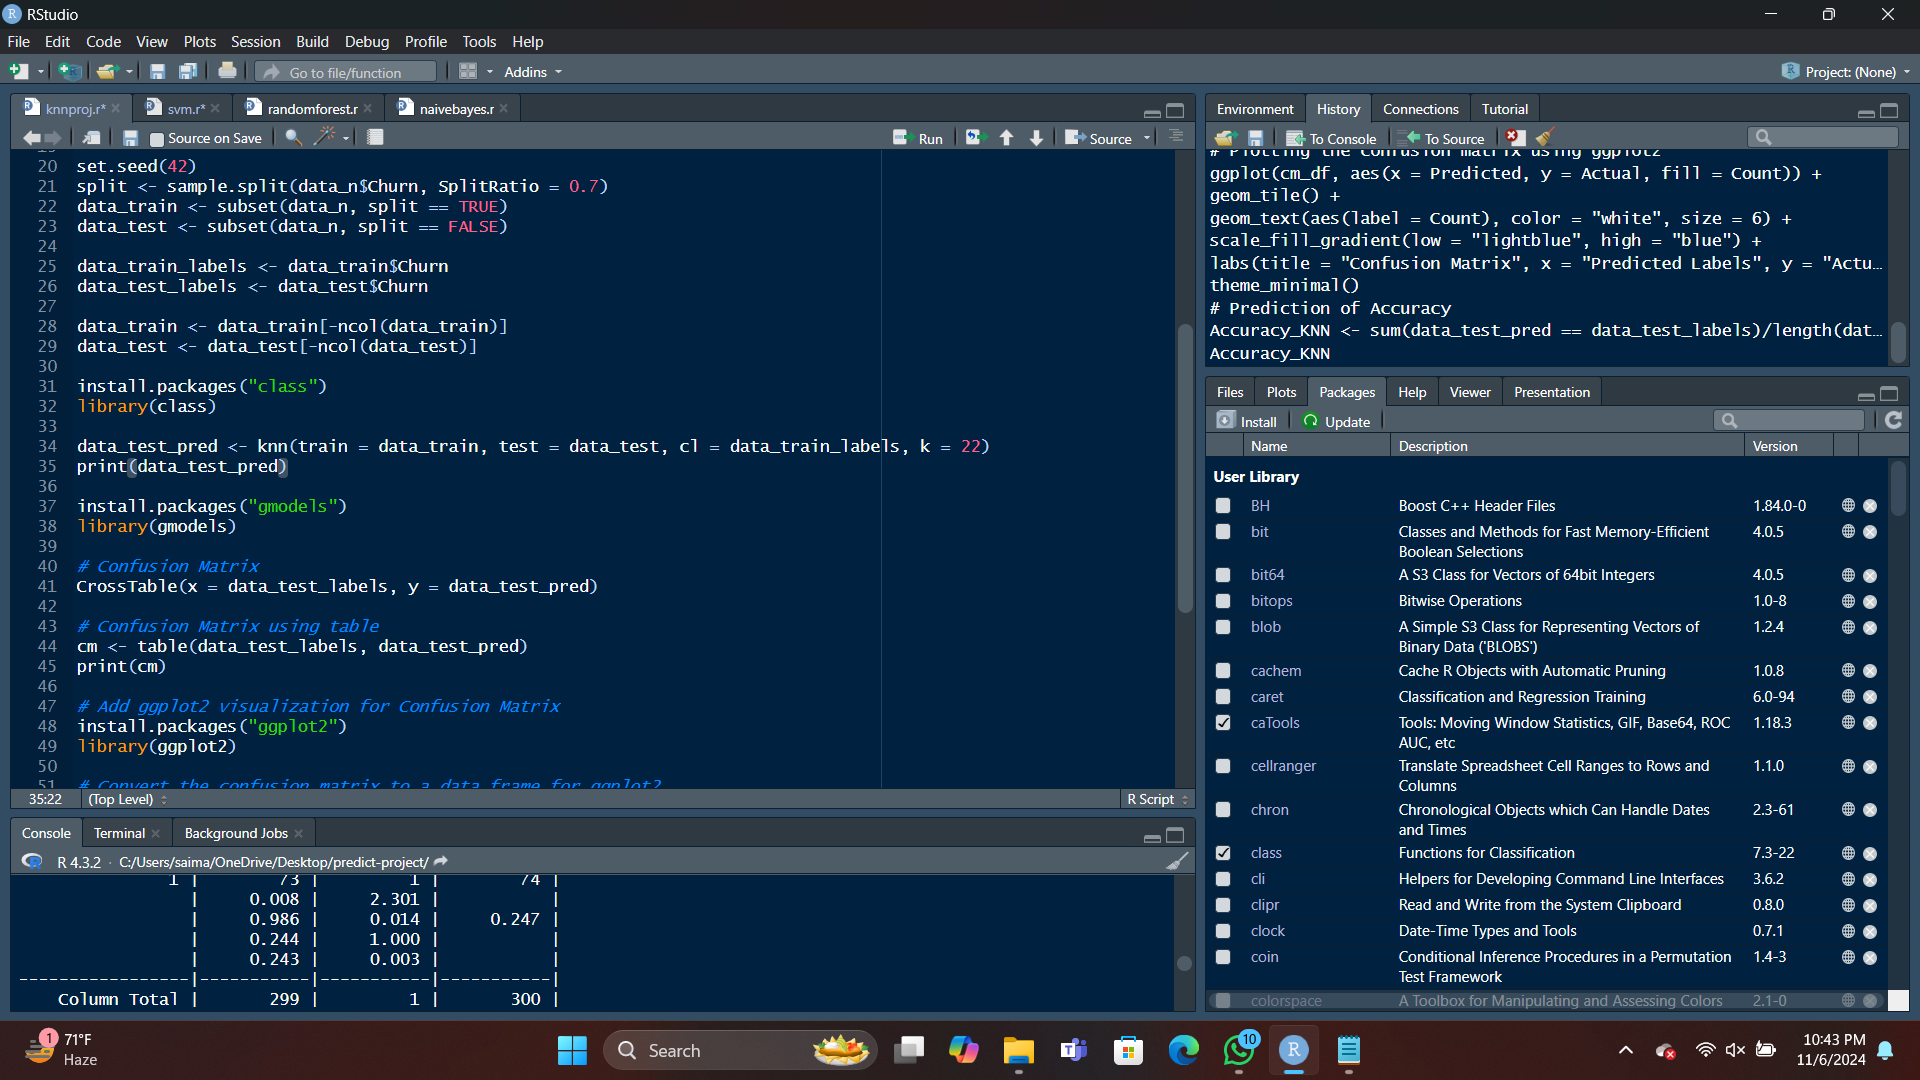 RStudio
File Edit Code View Plots Session Build Debug Profile Tools Help
Go to file/function Addins Project: (None)
knnproj.r* svm.r* randomforest.r naivebayes.r
Source on Save Run Source
20 set.seed(42)
21 split <- sample.split(data_n$Churn, SplitRatio = 0.7)
22 data_train <- subset(data_n, split == TRUE)
23 data_test <- subset(data_n, split == FALSE)
24
25 data_train_labels <- data_train$Churn
26 data_test_labels <- data_test$Churn
27
28 data_train <- data_train[-ncol(data_train)]
29 data_test <- data_test[-ncol(data_test)]
30
31 install.packages("class")
32 library(class)
33
34 data_test_pred <- knn(train = data_train, test = data_test, cl = data_train_labels, k = 22)
35 print(data_test_pred)
36
37 install.packages("gmodels")
38 library(gmodels)
39
40 # Confusion Matrix
41 CrossTable(x = data_test_labels, y = data_test_pred)
42
43 # Confusion Matrix using table
44 cm <- table(data_test_labels, data_test_pred)
45 print(cm)
46
47 # Add ggplot2 visualization for Confusion Matrix
48 install.packages("ggplot2")
49 library(ggplot2)
50
51 # Convert the confusion matrix to a data frame for ggplot2
35:22 (Top Level) R Script
Console Terminal Background Jobs
R 4.3.2 · C:/Users/saima/OneDrive/Desktop/predict-project/
1 | 73 | 1 | 74 |
| 0.008 | 2.301 | |
| 0.986 | 0.014 | 0.247 |
| 0.244 | 1.000 | |
| 0.243 | 0.003 | |
----------------|-----------|-----------|-----------|
Column Total | 299 | 1 | 300 |
Environment History Connections Tutorial
To Console To Source
# Plotting the Confusion matrix using ggplot2
ggplot(cm_df, aes(x = Predicted, y = Actual, fill = Count)) +
geom_tile() +
geom_text(aes(label = Count), color = "white", size = 6) +
scale_fill_gradient(low = "lightblue", high = "blue") +
labs(title = "Confusion Matrix", x = "Predicted Labels", y = "Actu...
theme_minimal()
# Prediction of Accuracy
Accuracy_KNN <- sum(data_test_pred == data_test_labels)/length(dat...
Accuracy_KNN
Files Plots Packages Help Viewer Presentation
Install Update
Name Description Version
User Library
BH Boost C++ Header Files 1.84.0-0
bit Classes and Methods for Fast Memory-Efficient 4.0.5
Boolean Selections
bit64 A S3 Class for Vectors of 64bit Integers 4.0.5
bitops Bitwise Operations 1.0-8
blob A Simple S3 Class for Representing Vectors of 1.2.4
Binary Data ('BLOBS')
cachem Cache R Objects with Automatic Pruning 1.0.8
caret Classification and Regression Training 6.0-94
caTools Tools: Moving Window Statistics, GIF, Base64, ROC 1.18.3
AUC, etc
cellranger Translate Spreadsheet Cell Ranges to Rows and 1.1.0
Columns
chron Chronological Objects which Can Handle Dates 2.3-61
and Times
class Functions for Classification 7.3-22
cli Helpers for Developing Command Line Interfaces 3.6.2
clipr Read and Write from the System Clipboard 0.8.0
clock Date-Time Types and Tools 0.7.1
coin Conditional Inference Procedures in a Permutation 1.4-3
Test Framework
colorspace A Toolbox for Manipulating and Assessing Colors 2.1-0
1 71°F
Haze
Search
10
10:43 PM
11/6/2024